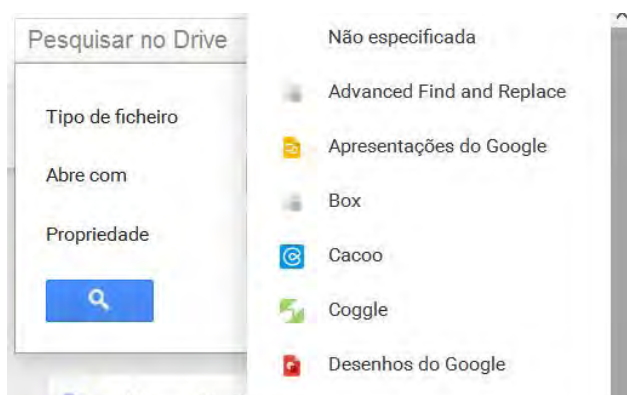 Pesquisar no Drive
Tipo de ficheiro
Abre com
Propriedade
Não especificada
Advanced Find and Replace
Apresentações do Google
Box
Cacoo
Coggle
Desenhos do Google